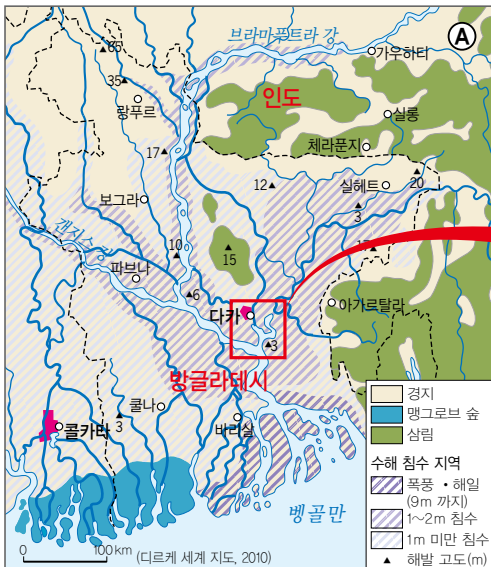 A
브라마푸트라 강
가우하티
65
35
랑푸르
인도
실롱
체라푼지
17
12
실헤트
20
3
보그라
갠지스 강
10
15
17
파브나
6
다카
아가르탈라
3
방글라데시
쿨나
3
바리살
콜카타
벵골만
경지
맹그로브 숲
삼림
수해 침수 지역
폭풍 • 해일
(9m 까지)
1~2m 침수
1m 미만 침수
해발 고도(m)
0 100km
(디르케 세계 지도, 2010)